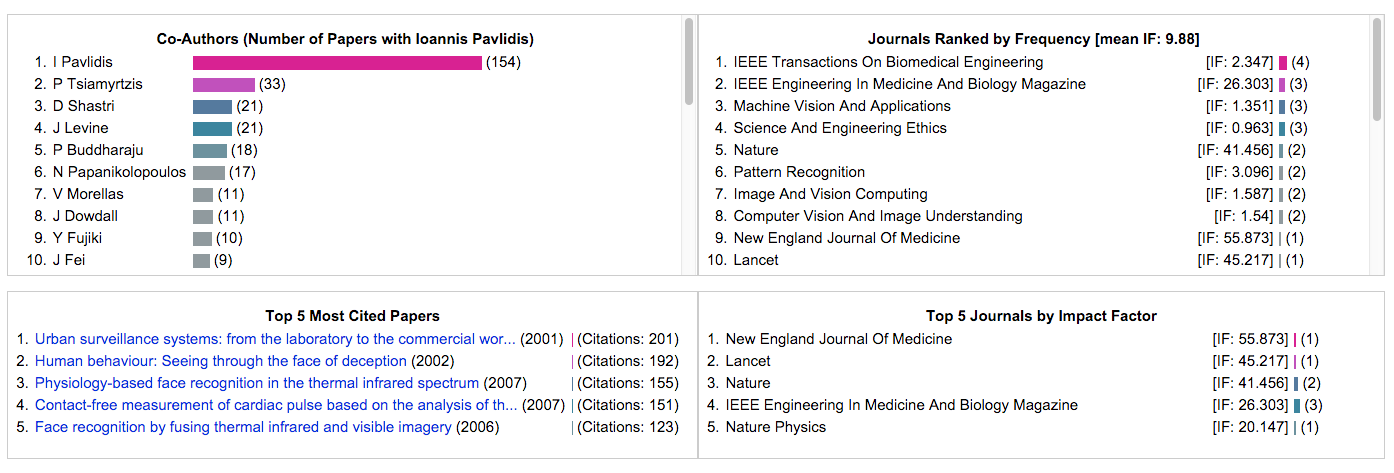 Co-Authors (Number of Papers with Ioannis Pavlidis)
1. I Pavlidis (154)
2. P Tsiamyrtzis (33)
3. D Shastri (21)
4. J Levine (21)
5. P Buddharaju (18)
6. N Papanikolopoulos (17)
7. V Morellas (11)
8. J Dowdall (11)
9. Y Fujiki (10)
10. J Fei (9)
Journals Ranked by Frequency [mean IF: 9.88]
1. IEEE Transactions On Biomedical Engineering [IF: 2.347] (4)
2. IEEE Engineering In Medicine And Biology Magazine [IF: 26.303] (3)
3. Machine Vision And Applications [IF: 1.351] (3)
4. Science And Engineering Ethics [IF: 0.963] (3)
5. Nature [IF: 41.456] (2)
6. Pattern Recognition [IF: 3.096] (2)
7. Image And Vision Computing [IF: 1.587] (2)
8. Computer Vision And Image Understanding [IF: 1.54] (2)
9. New England Journal Of Medicine [IF: 55.873] (1)
10. Lancet [IF: 45.217] (1)
Top 5 Most Cited Papers
1. Urban surveillance systems: from the laboratory to the commercial wor... (2001) (Citations: 201)
2. Human behaviour: Seeing through the face of deception (2002) (Citations: 192)
3. Physiology-based face recognition in the thermal infrared spectrum (2007) (Citations: 155)
4. Contact-free measurement of cardiac pulse based on the analysis of th... (2007) (Citations: 151)
5. Face recognition by fusing thermal infrared and visible imagery (2006) (Citations: 123)
Top 5 Journals by Impact Factor
1. New England Journal Of Medicine [IF: 55.873] (1)
2. Lancet [IF: 45.217] (1)
3. Nature [IF: 41.456] (2)
4. IEEE Engineering In Medicine And Biology Magazine [IF: 26.303] (3)
5. Nature Physics [IF: 20.147] (1)